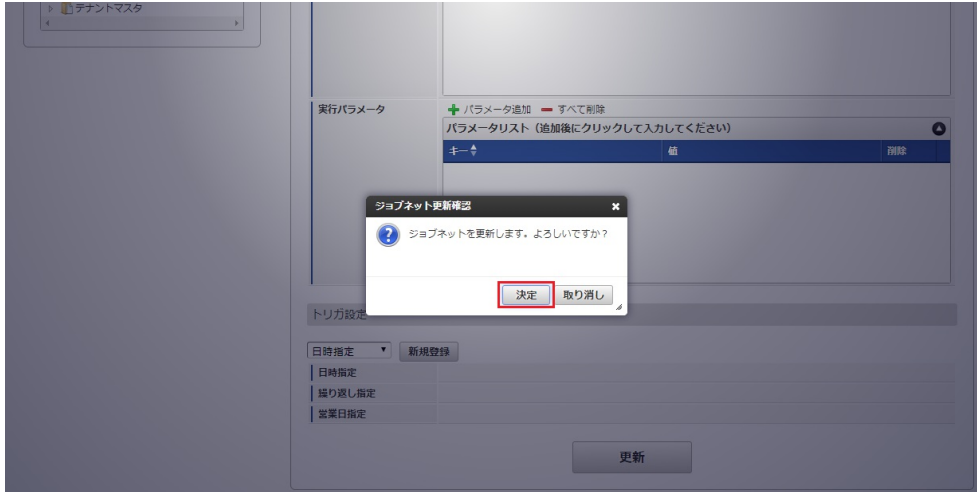 テナントマスタ
実行パラメータ
パラメータ追加 すべて削除
パラメータリスト（追加後にクリックして入力してください）
キー 値 削除
ジョブネット更新確認
ジョブネットを更新します。よろしいですか？
決定 取り消し
トリガ設定
日時指定 新規登録
日時指定
繰り返し指定
営業日指定
更新